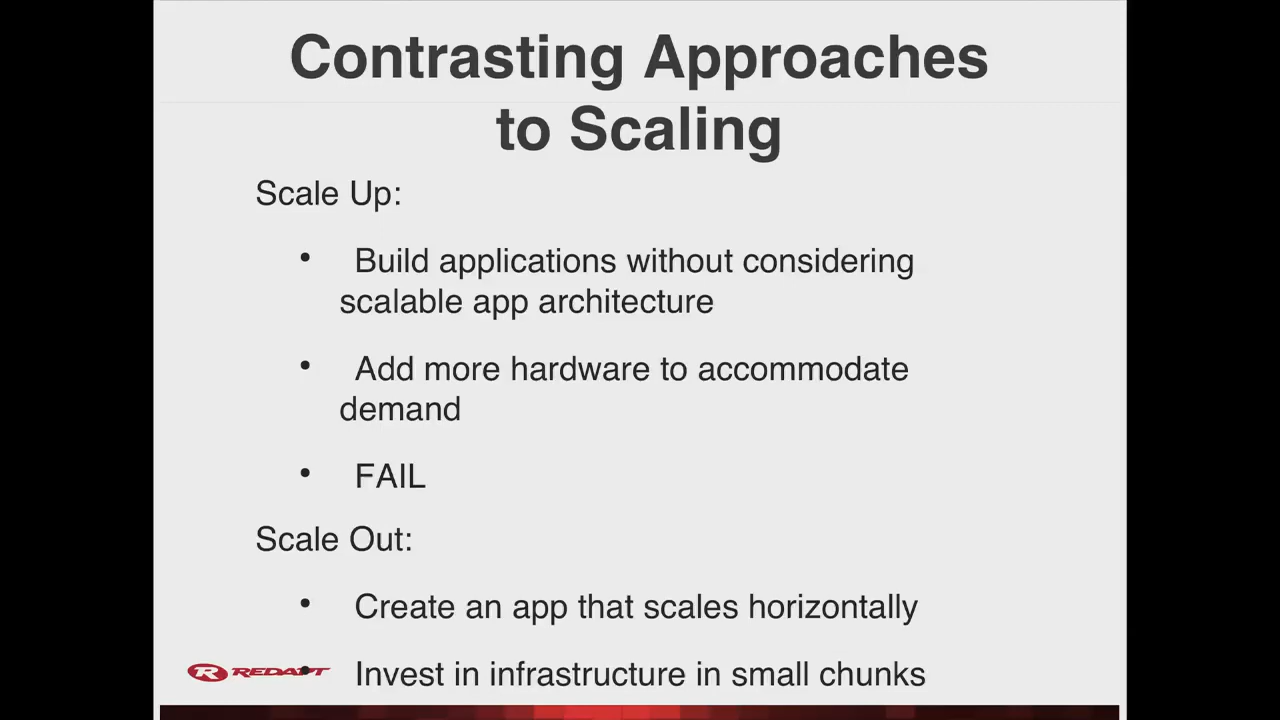 Contrasting Approaches
to Scaling
Scale Up:
• Build applications without considering
scalable app architecture
• Add more hardware to accommodate
demand
• FAIL
Scale Out:
• Create an app that scales horizontally
• Invest in infrastructure in small chunks
R REDAPT